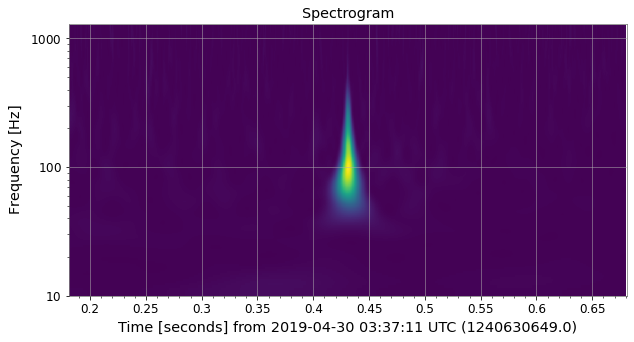 Spectrogram
1000
100
10
Frequency [Hz]
0.2 0.25 0.3 0.35 0.4 0.45 0.5 0.55 0.6 0.65
Time [seconds] from 2019-04-30 03:37:11 UTC (1240630649.0)